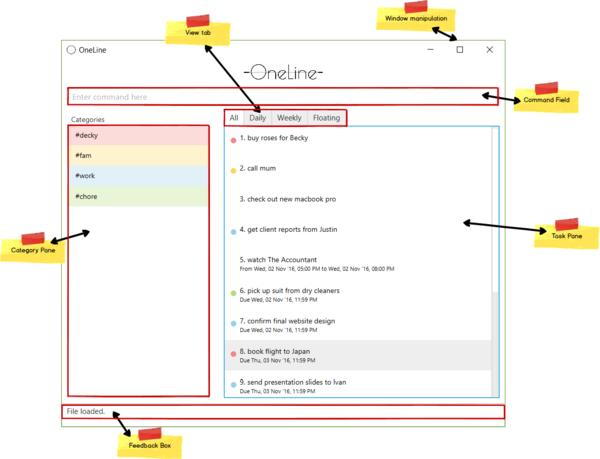 View tab
Window manipulation
OneLine
-OneLine-
Enter command here
Command Field
Categories
All
Daily
Weekly
Floating
#decky
#fam
#work
#chore
1. buy roses for Becky
2. call mum
3. check out new macbook pro
4. get client reports from Justin
5. watch The Accountant
From Wed, 02 Nov '16, 05:00 PM to Wed, 02 Nov '16, 08:00 PM
6. pick up suit from dry cleaners
Due Wed, 02 Nov '16, 11:59 PM
7. confirm final website design
Due Wed, 02 Nov '16, 11:59 PM
8. book flight to Japan
Due Thu, 03 Nov '16, 11:59 PM
9. send presentation slides to Ivan
Due Thu, 03 Nov '16, 11:59 PM
Category Pane
Task Pane
File loaded.
Feedback Box